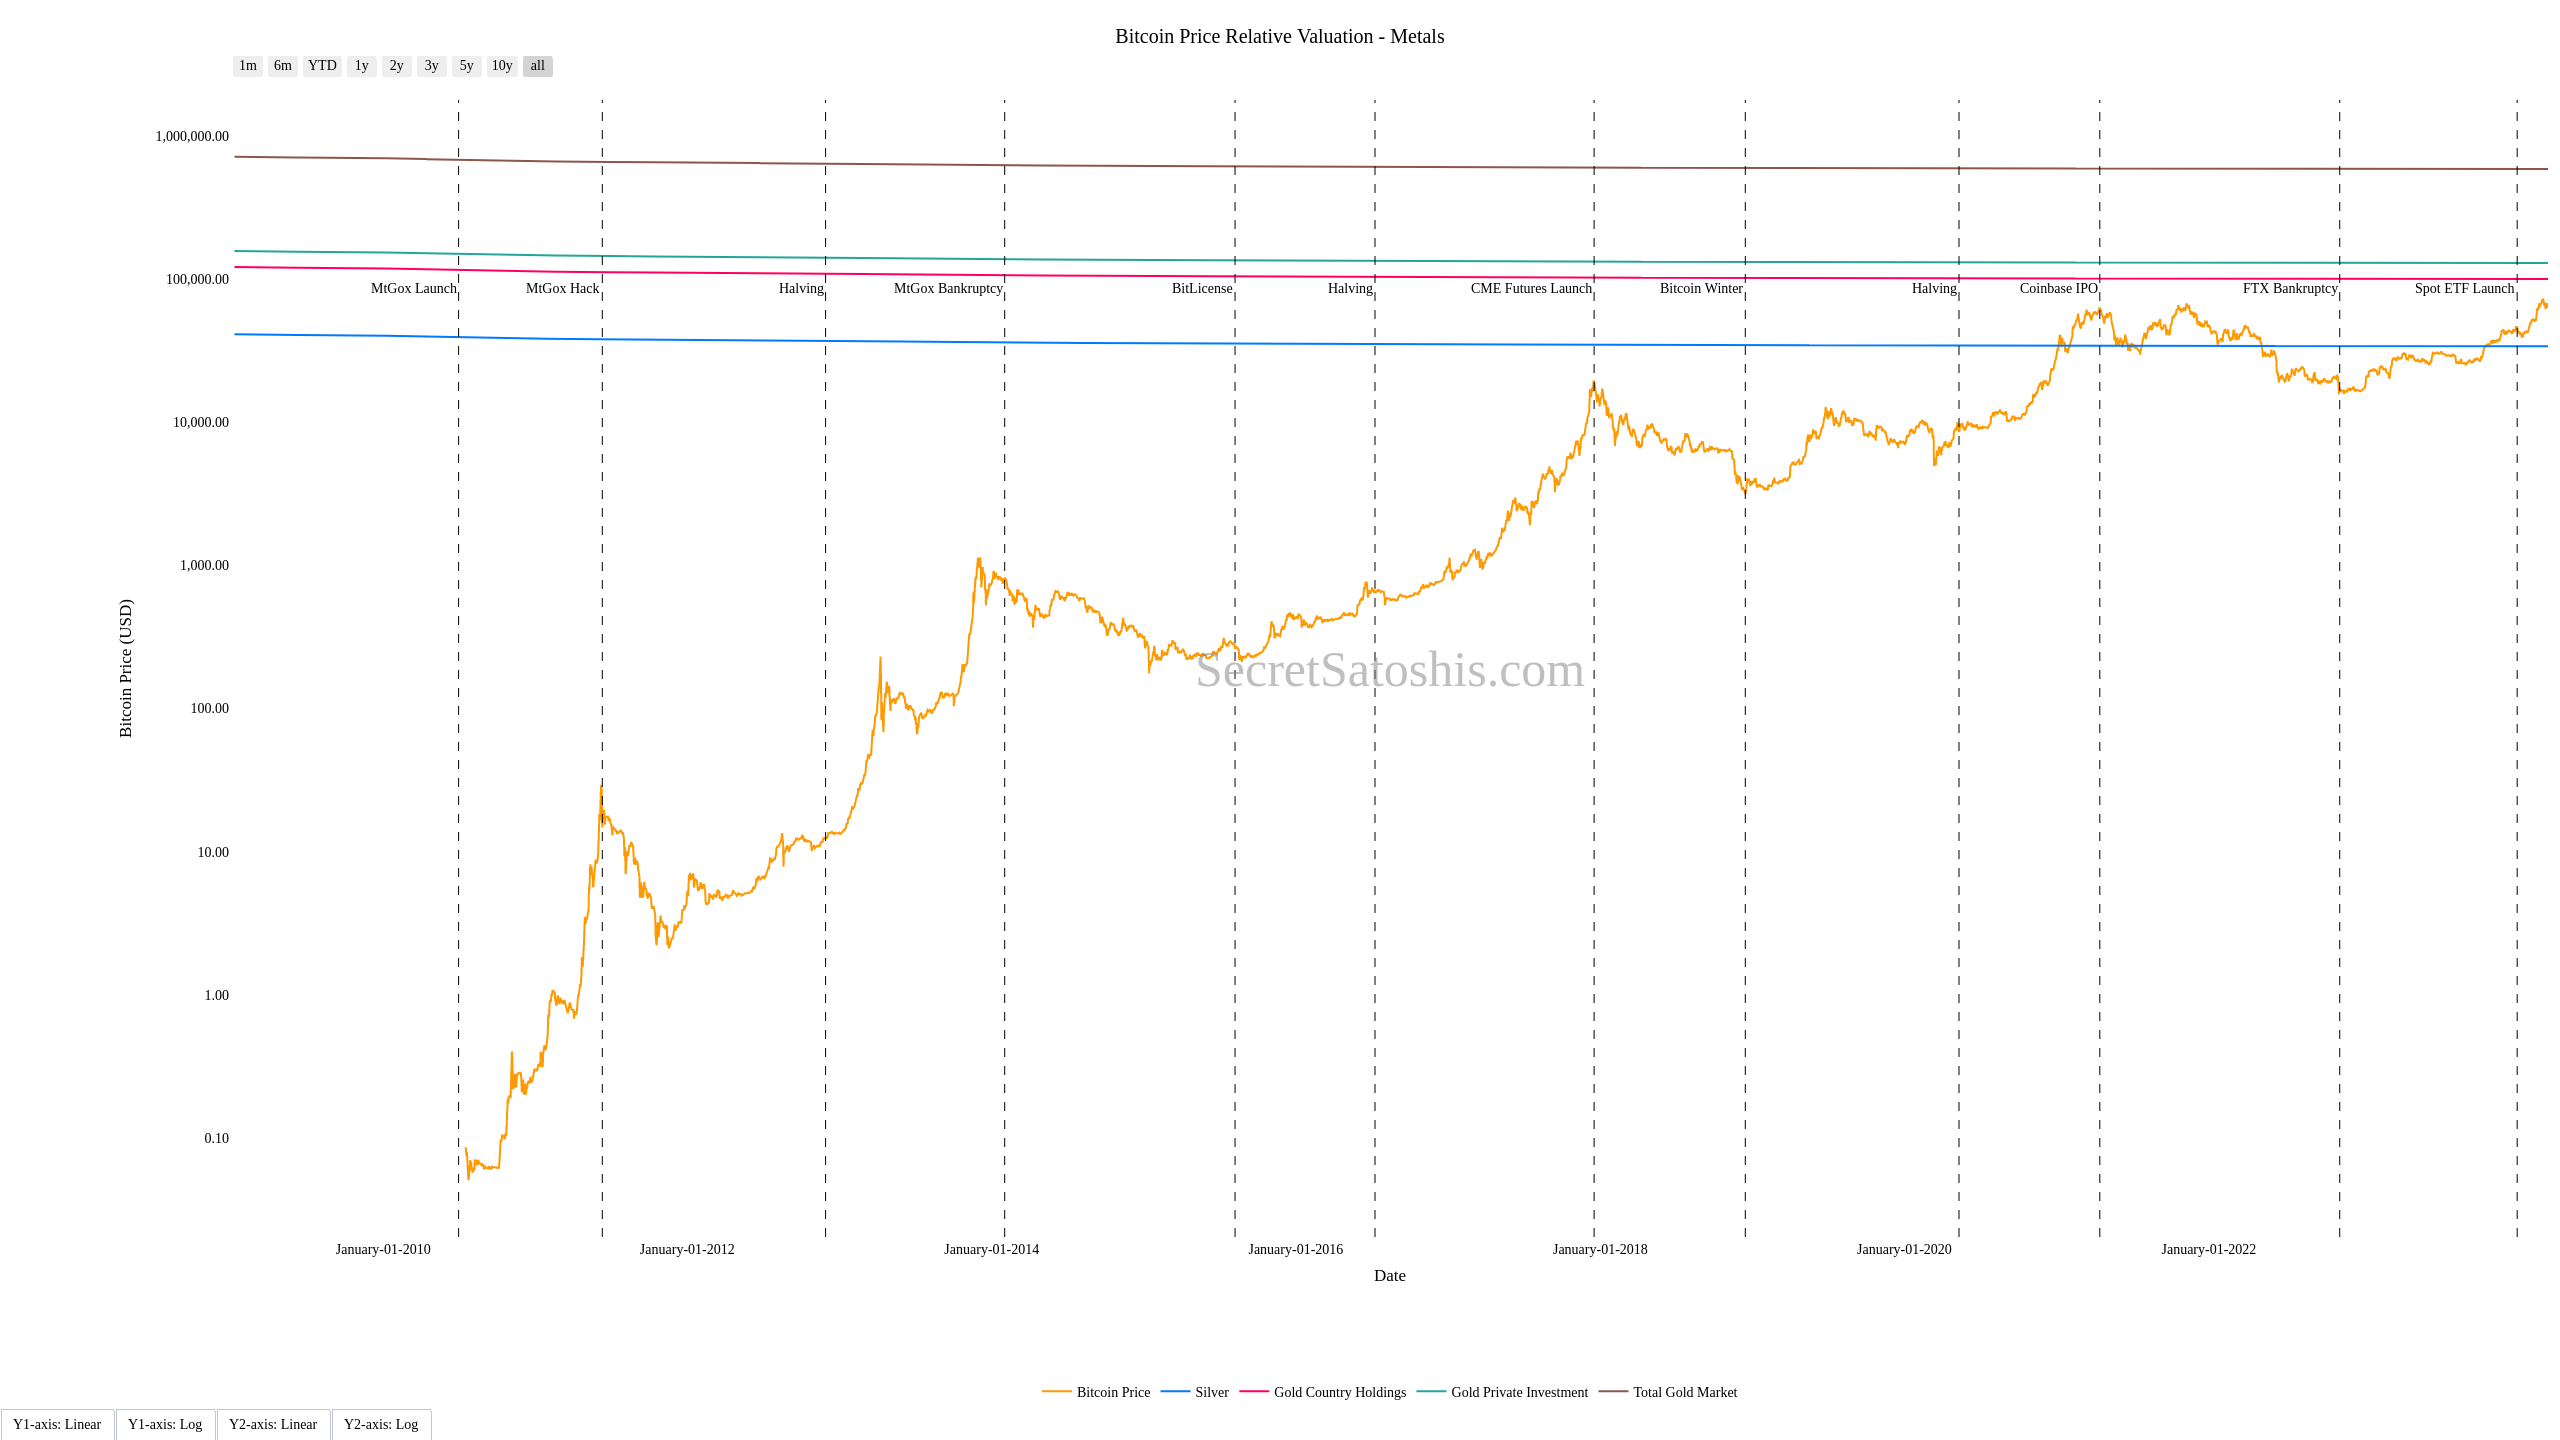 Bitcoin Price Relative Valuation - Metals
1m 6m YTD 1y 2y 3y 5y 10y all
1,000,000.00
100,000.00
MtGox Launch MtGox Hack Halving MtGox Bankruptcy BitLicense Halving CME Futures Launch Bitcoin Winter Halving Coinbase IPO FTX Bankruptcy Spot ETF Launch
10,000.00
1,000.00
Bitcoin Price (USD)
SecretSatoshis.com
100.00
10.00
1.00
0.10
January-01-2010 January-01-2012 January-01-2014 January-01-2016 January-01-2018 January-01-2020 January-01-2022
Date
Bitcoin Price Silver Gold Country Holdings Gold Private Investment Total Gold Market
Y1-axis: Linear Y1-axis: Log Y2-axis: Linear Y2-axis: Log